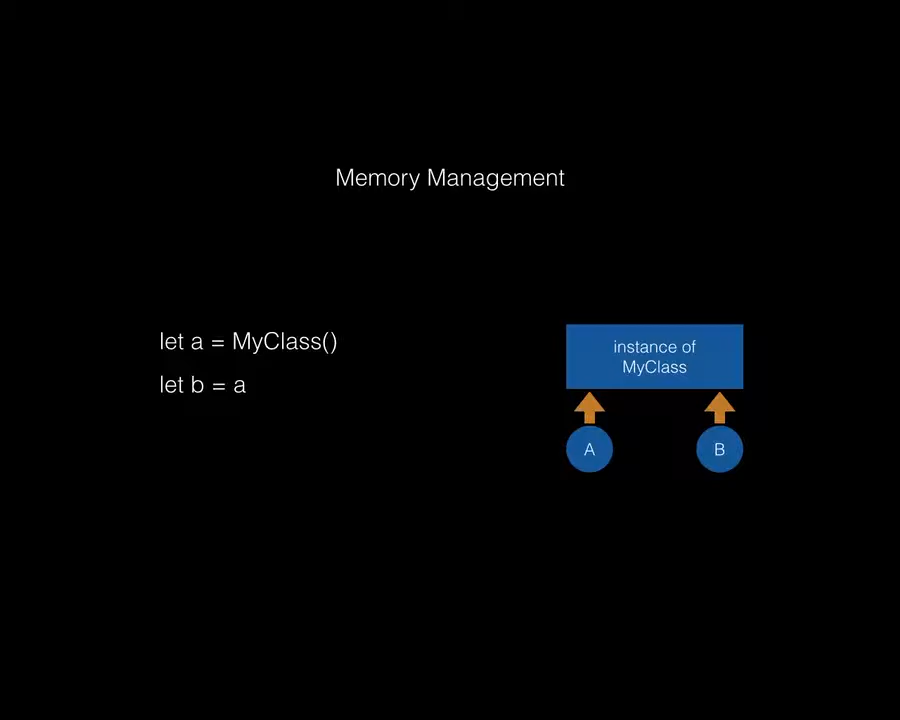 Memory Management
let a = MyClass()
let b = a
instance of
MyClass
A
B